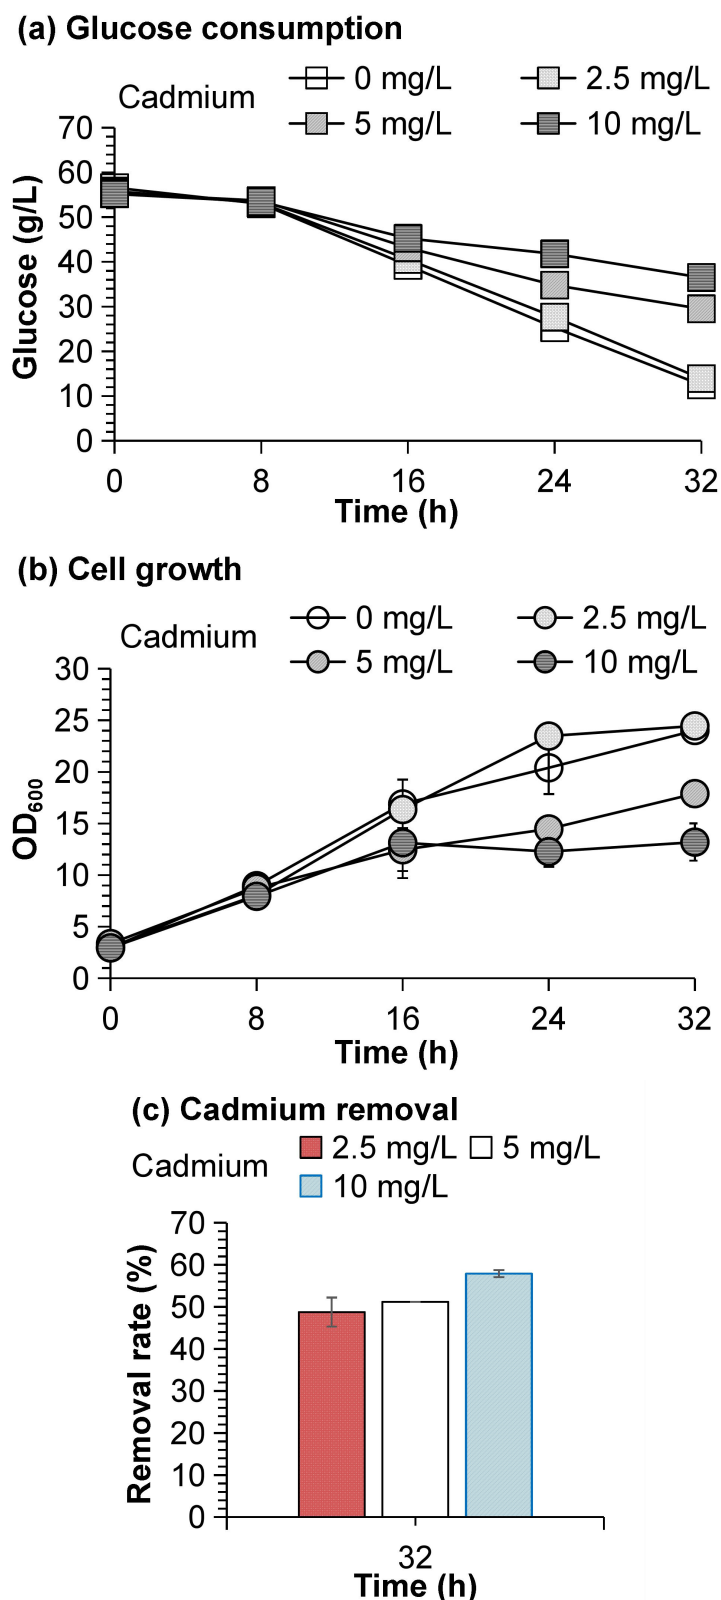 (a) Glucose consumption
Cadmium
0 mg/L
2.5 mg/L
5 mg/L
10 mg/L
Glucose (g/L)
70
60
50
40
30
20
10
0
0 8 16 24 32
Time (h)
(b) Cell growth
Cadmium
0 mg/L
2.5 mg/L
5 mg/L
10 mg/L
OD600
30
25
20
15
10
5
0
0 8 16 24 32
Time (h)
(c) Cadmium removal
Cadmium
2.5 mg/L
5 mg/L
10 mg/L
Removal rate (%)
70
60
50
40
30
20
10
0
32
Time (h)